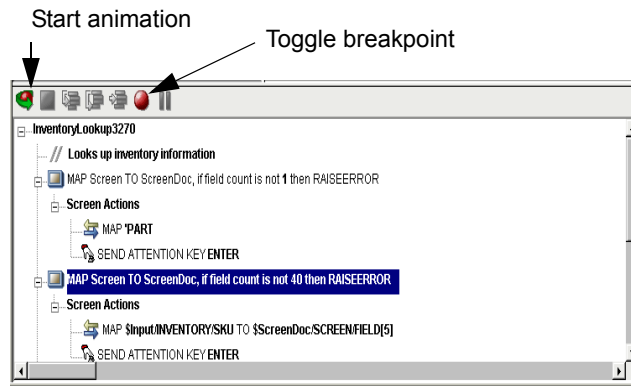 Start animation
Toggle breakpoint
InventoryLookup3270
// Looks up inventory information
MAP Screen TO ScreenDoc, if field count is not 1 then RAISEERROR
Screen Actions
MAP 'PART
SEND ATTENTION KEY ENTER
MAP Screen TO ScreenDoc, if field count is not 40 then RAISEERROR
Screen Actions
MAP $Input/INVENTORY/SKU TO $ScreenDoc/SCREEN/FIELD[5]
SEND ATTENTION KEY ENTER